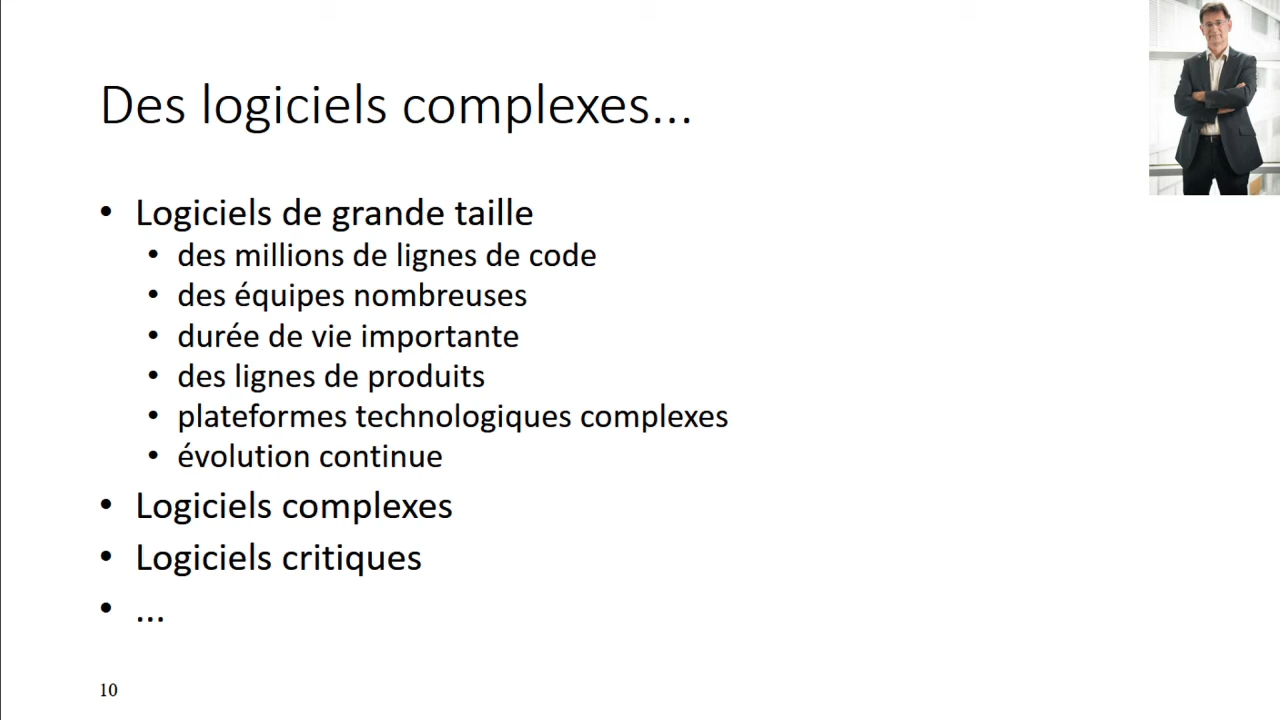 Des logiciels complexes...
• Logiciels de grande taille
• des millions de lignes de code
• des équipes nombreuses
• durée de vie importante
• des lignes de produits
• plateformes technologiques complexes
• évolution continue
• Logiciels complexes
• Logiciels critiques
• ...
10